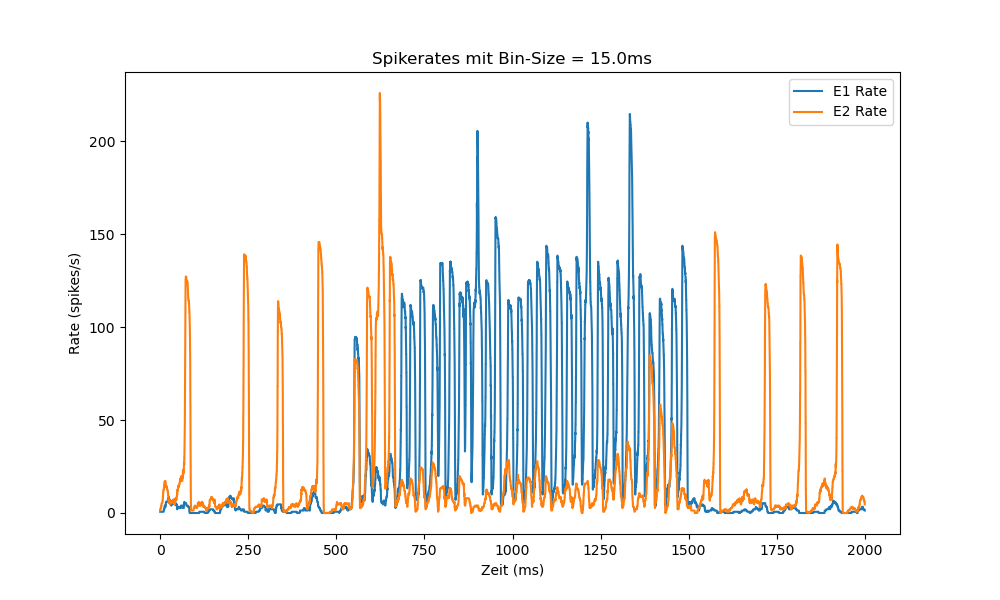 Spikerates mit Bin-Size = 15.0ms
E1 Rate
E2 Rate
Rate (spikes/s)
200
150
100
50
0
0 250 500 750 1000 1250 1500 1750 2000
Zeit (ms)